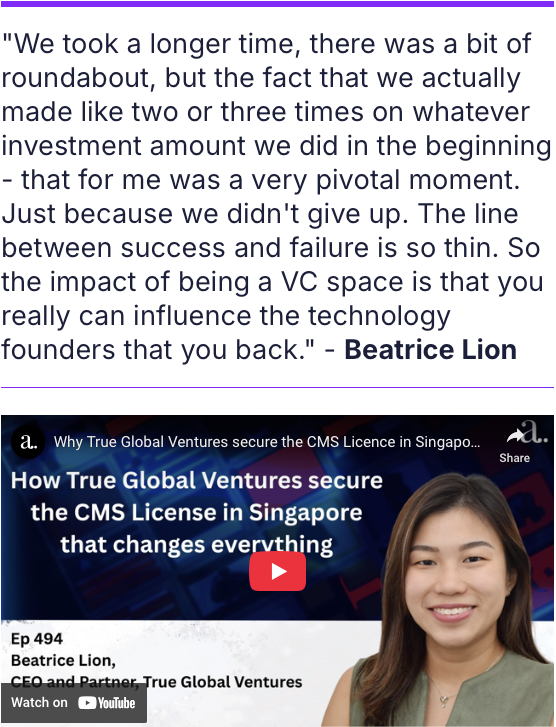 "We took a longer time, there was a bit of
roundabout, but the fact that we actually
made like two or three times on whatever
investment amount we did in the beginning
- that for me was a very pivotal moment.
Just because we didn't give up. The line
between success and failure is so thin. So
the impact of being a VC space is that you
really can influence the technology
founders that you back." - Beatrice Lion
a.
Why True Global Ventures secure the CMS Licence in Singapo...
a.
Share
How True Global Ventures secure
the CMS License in Singapore
that changes everything
Ep 494
Beatrice Lion,
CEO and Partner, True Global Ventures
Watch on YouTube